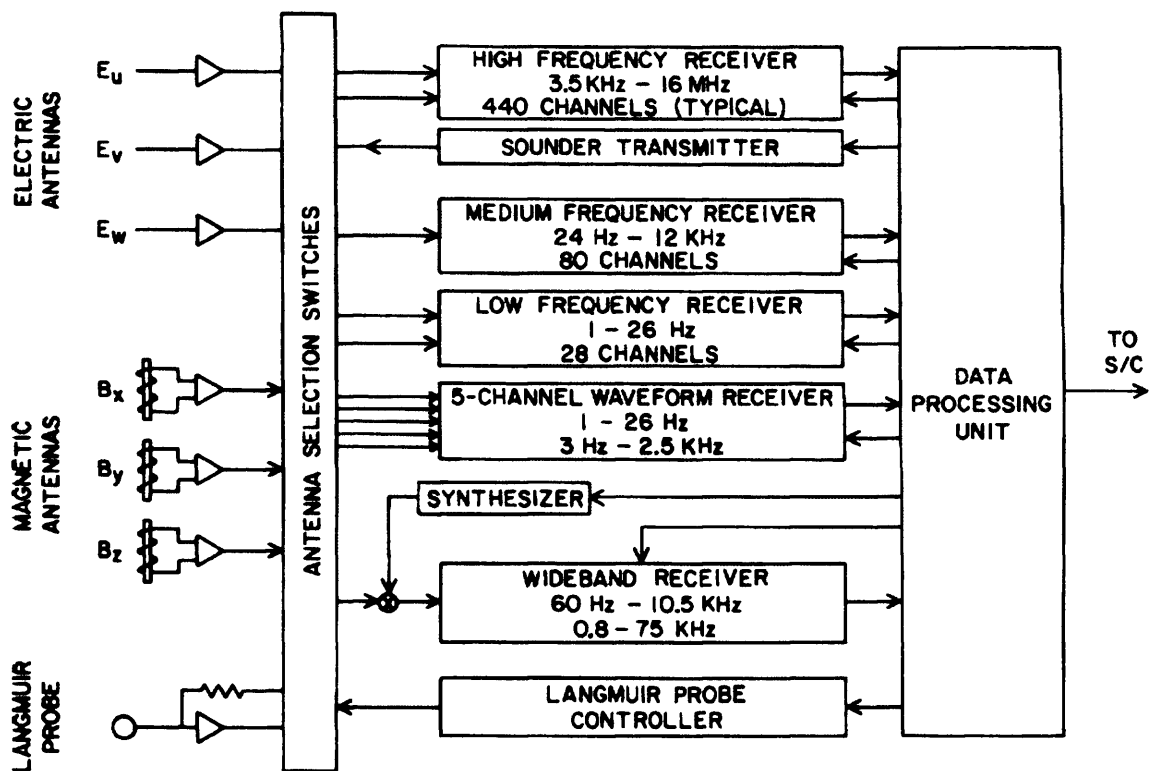 ELECTRIC
ANTENNAS
Eu
Ev
Ew
MAGNETIC
ANTENNAS
Bx
By
Bz
LANGMUIR
PROBE
ANTENNA SELECTION SWITCHES
HIGH FREQUENCY RECEIVER
3.5 KHz – 16 MHz
440 CHANNELS (TYPICAL)
SOUNDER TRANSMITTER
MEDIUM FREQUENCY RECEIVER
24 Hz – 12 KHz
80 CHANNELS
LOW FREQUENCY RECEIVER
1 – 26 Hz
28 CHANNELS
5-CHANNEL WAVEFORM RECEIVER
1 – 26 Hz
3 Hz – 2.5 KHz
SYNTHESIZER
WIDEBAND RECEIVER
60 Hz – 10.5 KHz
0.8 – 75 KHz
LANGMUIR PROBE
CONTROLLER
DATA
PROCESSING
UNIT
TO
S/C